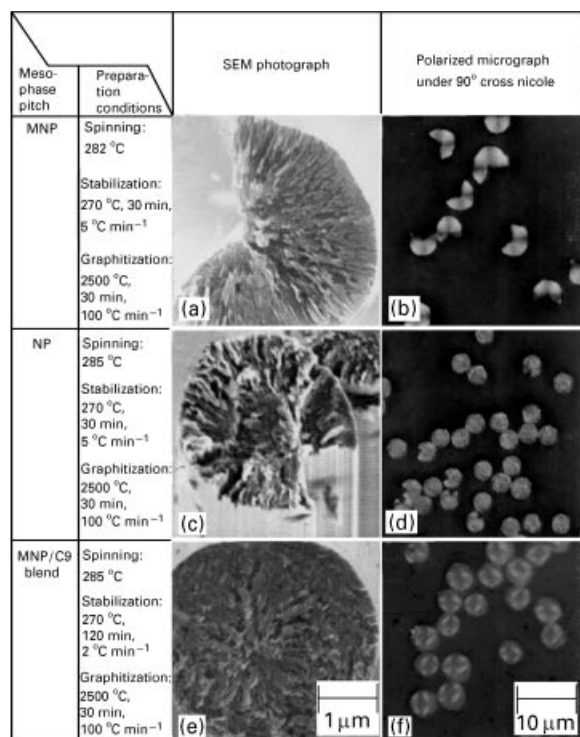 Meso-
phase
pitch
Prepara-
tion
conditions
SEM photograph
Polarized micrograph
under 90° cross nicole
MNP
Spinning:
282 °C
Stabilization:
270 °C, 30 min,
5 °C min⁻¹
Graphitization:
2500 °C,
30 min,
100 °C min⁻¹
(a)
(b)
NP
Spinning:
285 °C
Stabilization:
270 °C,
30 min,
5 °C min⁻¹
Graphitization:
2500 °C,
30 min,
100 °C min⁻¹
(c)
(d)
MNP/C9
blend
Spinning:
285 °C
Stabilization:
270 °C,
120 min,
2 °C min⁻¹
Graphitization:
2500 °C,
30 min,
100 °C min⁻¹
(e)
1 μm
(f)
10 μm